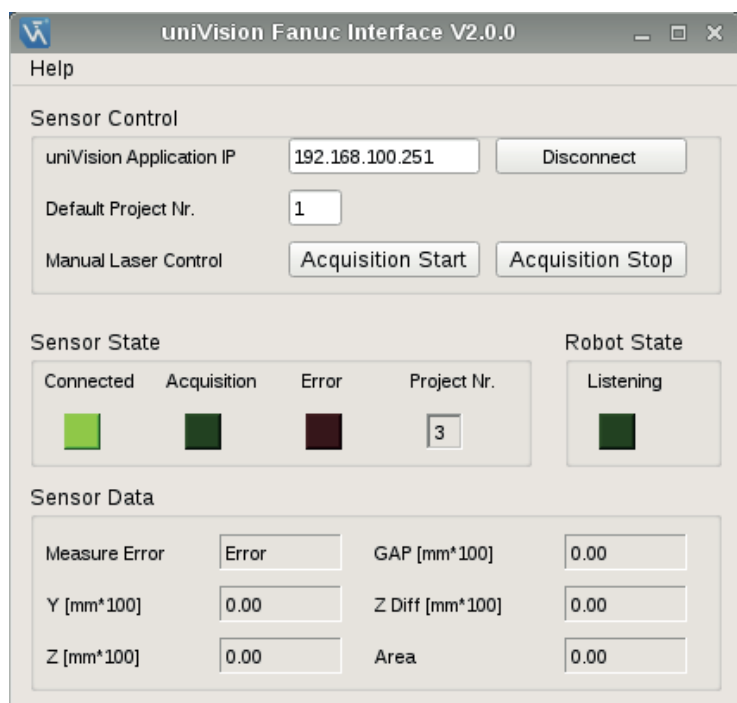 uniVision Fanuc Interface V2.0.0
Help
Sensor Control
uniVision Application IP 192.168.100.251 Disconnect
Default Project Nr. 1
Manual Laser Control Acquisition Start Acquisition Stop
Sensor State Robot State
Connected Acquisition Error Project Nr. Listening
3
Sensor Data
Measure Error Error GAP [mm*100] 0.00
Y [mm*100] 0.00 Z Diff [mm*100] 0.00
Z [mm*100] 0.00 Area 0.00